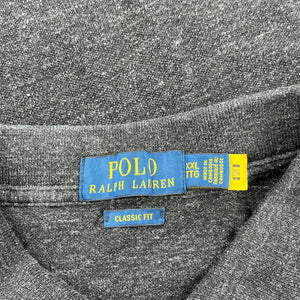 POLO
RALPH LAUREN
XXL
TTG
CLASSIC FIT